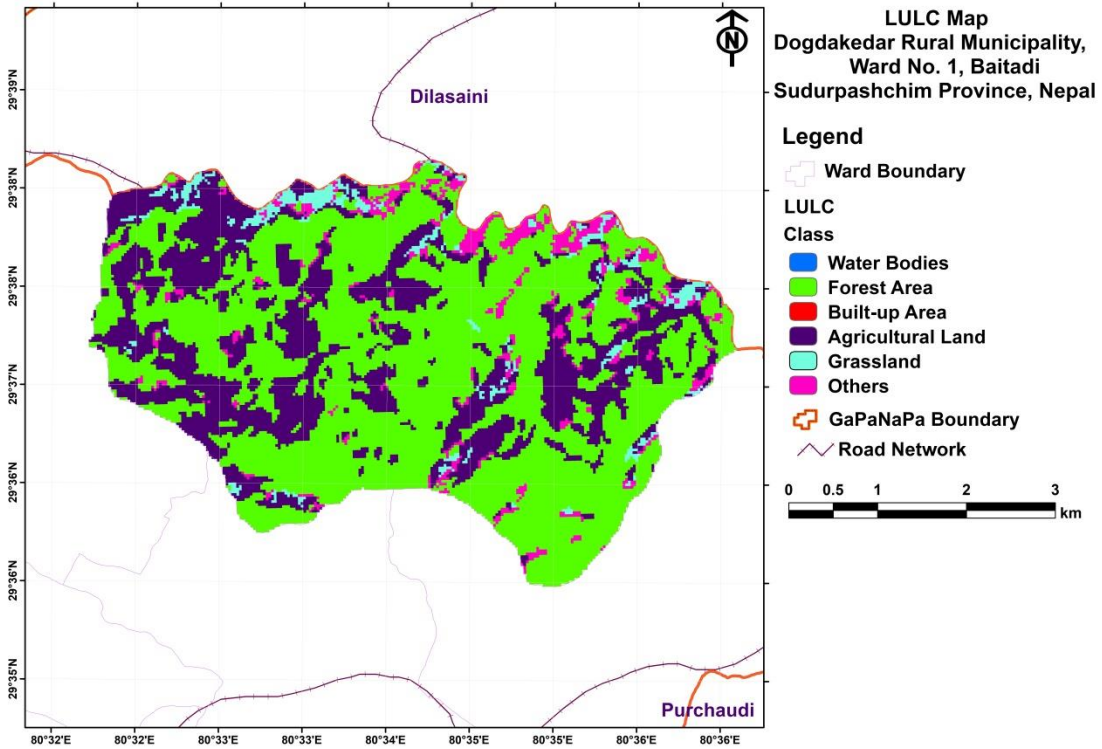 LULC Map
Dogdakedar Rural Municipality,
Ward No. 1, Baitadi
Sudurpashchim Province, Nepal
N
Dilasaini
Purchaudi
29°39'N
29°38'N
29°38'N
29°37'N
29°36'N
29°36'N
29°35'N
80°32'E
80°32'E
80°33'E
80°33'E
80°34'E
80°35'E
80°35'E
80°36'E
80°36'E
Legend
Ward Boundary
LULC
Class
Water Bodies
Forest Area
Built-up Area
Agricultural Land
Grassland
Others
GaPaNaPa Boundary
Road Network
0 0.5 1 2 3
km